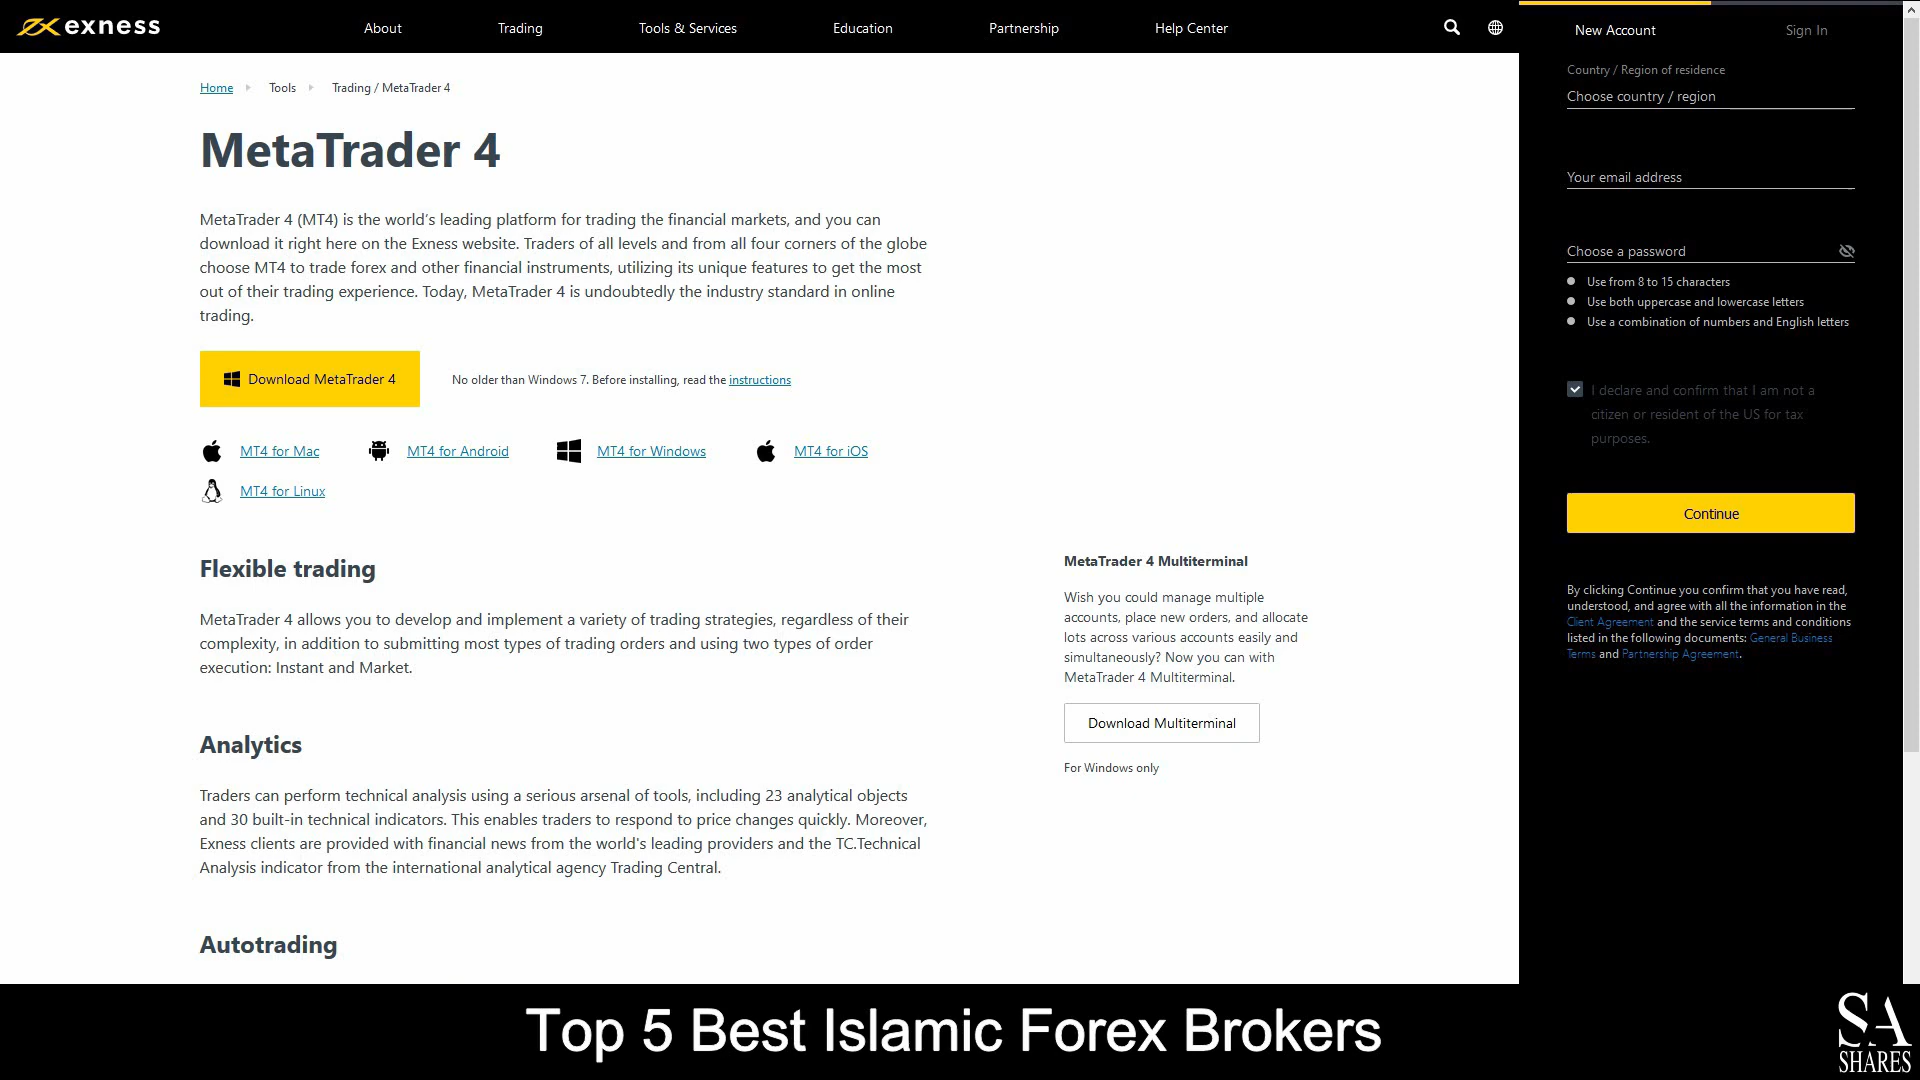 exness
About
Trading
Tools & Services
Education
Partnership
Help Center
Home
Tools
Trading / MetaTrader 4
MetaTrader 4
MetaTrader 4 (MT4) is the world's leading platform for trading the financial markets, and you can
download it right here on the Exness website. Traders of all levels and from all four corners of the globe
choose MT4 to trade forex and other financial instruments, utilizing its unique features to get the most
out of their trading experience. Today, MetaTrader 4 is undoubtedly the industry standard in online
trading.
Download MetaTrader 4
No older than Windows 7. Before installing, read the instructions
MT4 for Mac
MT4 for Android
MT4 for Windows
MT4 for iOS
MT4 for Linux
Flexible trading
MetaTrader 4 allows you to develop and implement a variety of trading strategies, regardless of their
complexity, in addition to submitting most types of trading orders and using two types of order
execution: Instant and Market.
Analytics
Traders can perform technical analysis using a serious arsenal of tools, including 23 analytical objects
and 30 built-in technical indicators. This enables traders to respond to price changes quickly. Moreover,
Exness clients are provided with financial news from the world's leading providers and the TC.Technical
Analysis indicator from the international analytical agency Trading Central.
Autotrading
MetaTrader 4 Multiterminal
Wish you could manage multiple
accounts, place new orders, and allocate
lots across various accounts easily and
simultaneously? Now you can with
MetaTrader 4 Multiterminal.
Download Multiterminal
For Windows only
New Account
Sign In
Country / Region of residence
Choose country / region
Your email address
Choose a password
Use from 8 to 15 characters
Use both uppercase and lowercase letters
Use a combination of numbers and English letters
I declare and confirm that I am not a
citizen or resident of the US for tax
purposes.
Continue
By clicking Continue you confirm that you have read,
understood, and agree with all the information in the
Client Agreement and the service terms and conditions
listed in the following documents: General Business
Terms and Partnership Agreement.
Top 5 Best Islamic Forex Brokers
SA
SHARES